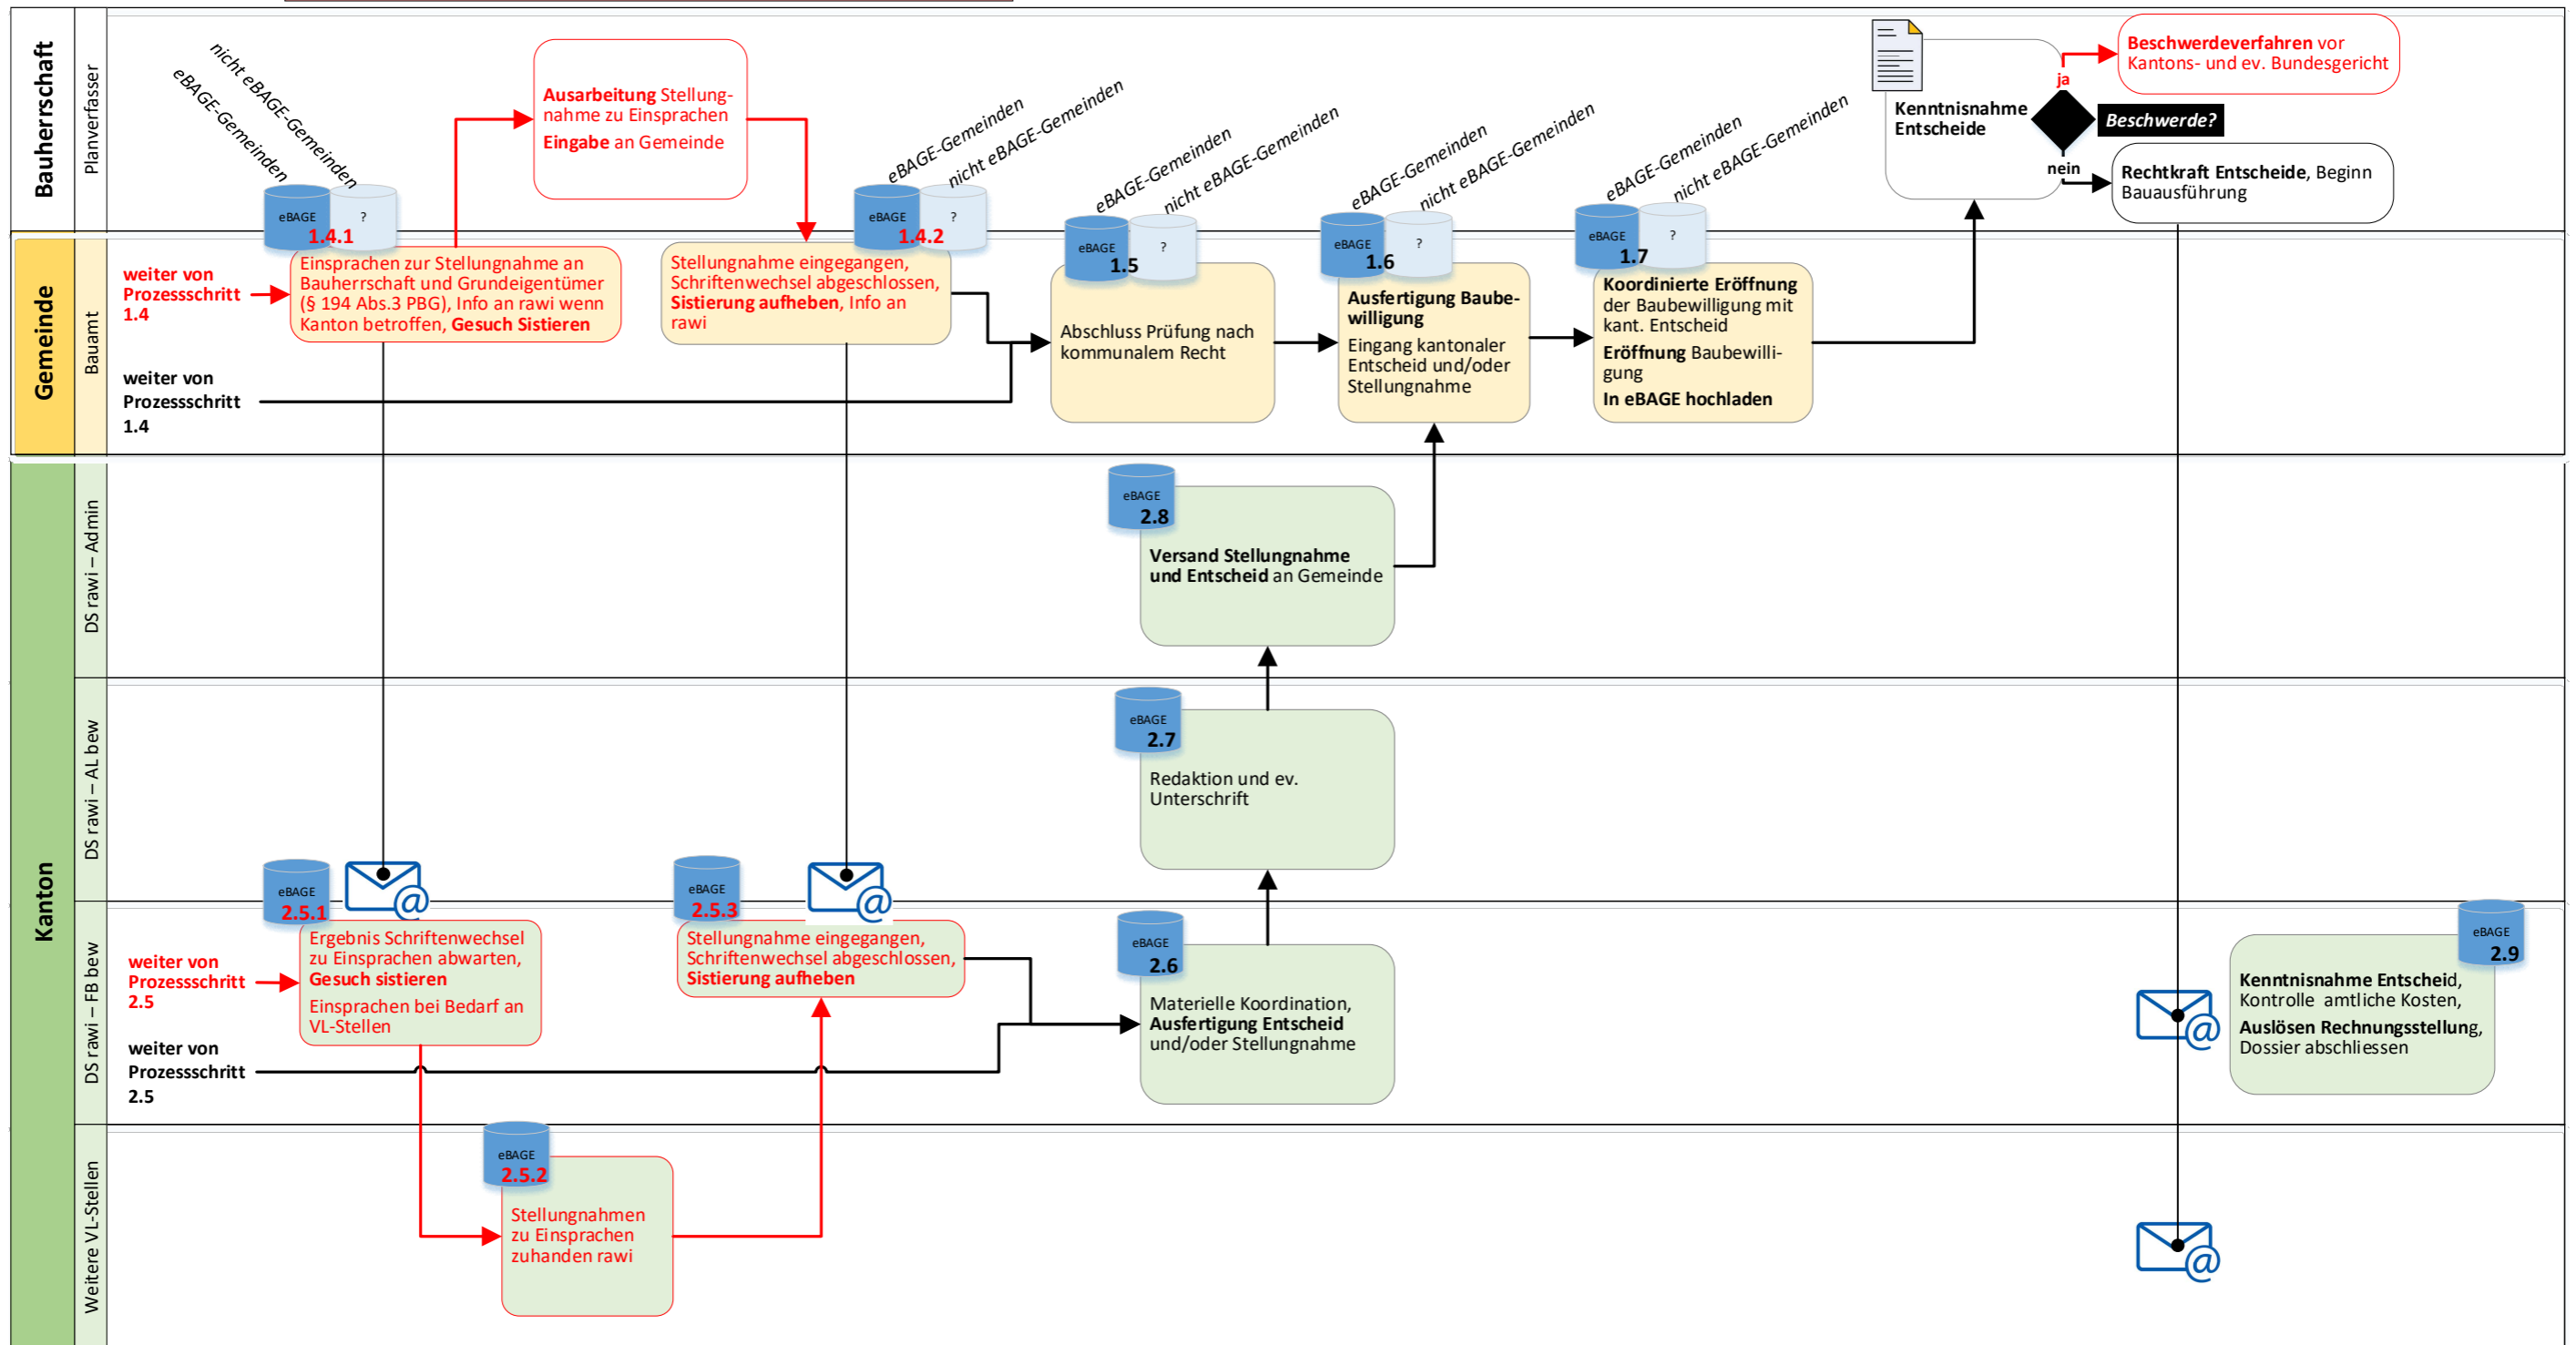 Bauherrschaft
Planverfasser
nicht eBAGE-Gemeinden
eBAGE-Gemeinden
eBAGE
?
1.4.1
Ausarbeitung Stellung-
nahme zu Einsprachen
Eingabe an Gemeinde
eBAGE-Gemeinden
nicht eBAGE-Gemeinden
eBAGE
?
1.4.2
eBAGE-Gemeinden
nicht eBAGE-Gemeinden
eBAGE
?
1.5
eBAGE-Gemeinden
nicht eBAGE-Gemeinden
eBAGE
?
1.6
eBAGE-Gemeinden
nicht eBAGE-Gemeinden
eBAGE
?
1.7
Kenntnisnahme
Entscheide
ja
Beschwerde?
nein
Beschwerdeverfahren vor
Kantons- und ev. Bundesgericht
Rechtkraft Entscheide, Beginn
Bauausführung
Gemeinde
Bauamt
weiter von
Prozessschritt
1.4
Einsprachen zur Stellungnahme an
Bauherrschaft und Grundeigentümer
(§ 194 Abs.3 PBG), Info an rawi wenn
Kanton betroffen, Gesuch Sistieren
Stellungnahme eingegangen,
Schriftenwechsel abgeschlossen,
Sistierung aufheben, Info an
rawi
weiter von
Prozessschritt
1.4
Abschluss Prüfung nach
kommunalem Recht
Ausfertigung Baube-
willigung
Eingang kantonaler
Entscheid und/oder
Stellungnahme
Koordinierte Eröffnung
der Baubewilligung mit
kant. Entscheid
Eröffnung Baubewilli-
gung
In eBAGE hochladen
Kanton
DS rawi – Admin
eBAGE
2.8
Versand Stellungnahme
und Entscheid an Gemeinde
DS rawi – AL bew
eBAGE
2.7
Redaktion und ev.
Unterschrift
DS rawi – FB bew
weiter von
Prozessschritt
2.5
eBAGE
2.5.1
@
Ergebnis Schriftenwechsel
zu Einsprachen abwarten,
Gesuch sistieren
Einsprachen bei Bedarf an
VL-Stellen
eBAGE
2.5.3
@
Stellungnahme eingegangen,
Schriftenwechsel abgeschlossen,
Sistierung aufheben
weiter von
Prozessschritt
2.5
eBAGE
2.6
Materielle Koordination,
Ausfertigung Entscheid
und/oder Stellungnahme
@
eBAGE
2.9
Kenntnisnahme Entscheid,
Kontrolle amtliche Kosten,
Auslösen Rechnungsstellung,
Dossier abschliessen
Weitere VL-Stellen
eBAGE
2.5.2
Stellungnahmen
zu Einsprachen
zuhanden rawi
@